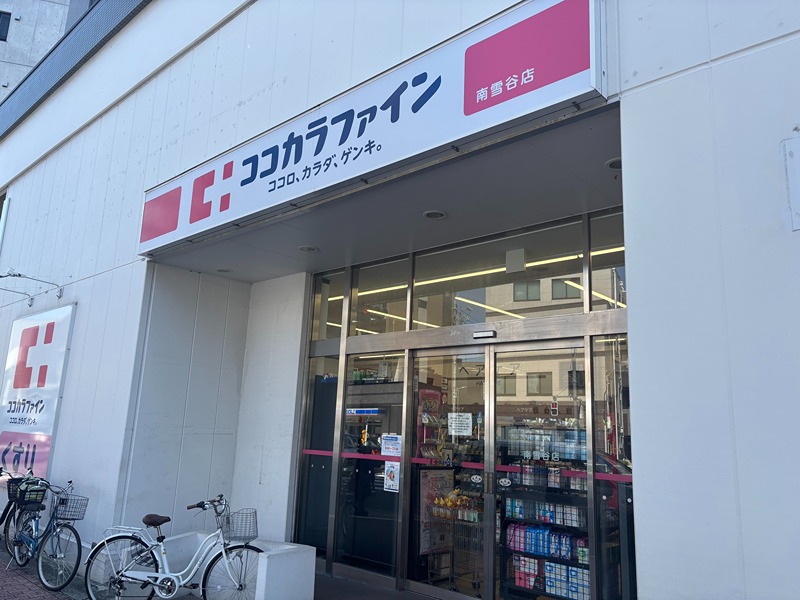 南雪谷店
ココカラファイン
ココロ、カラダ、ゲンキ。
ココカラファイン
ココロ、カラダ、ゲンキ。
くすり
南雪谷店